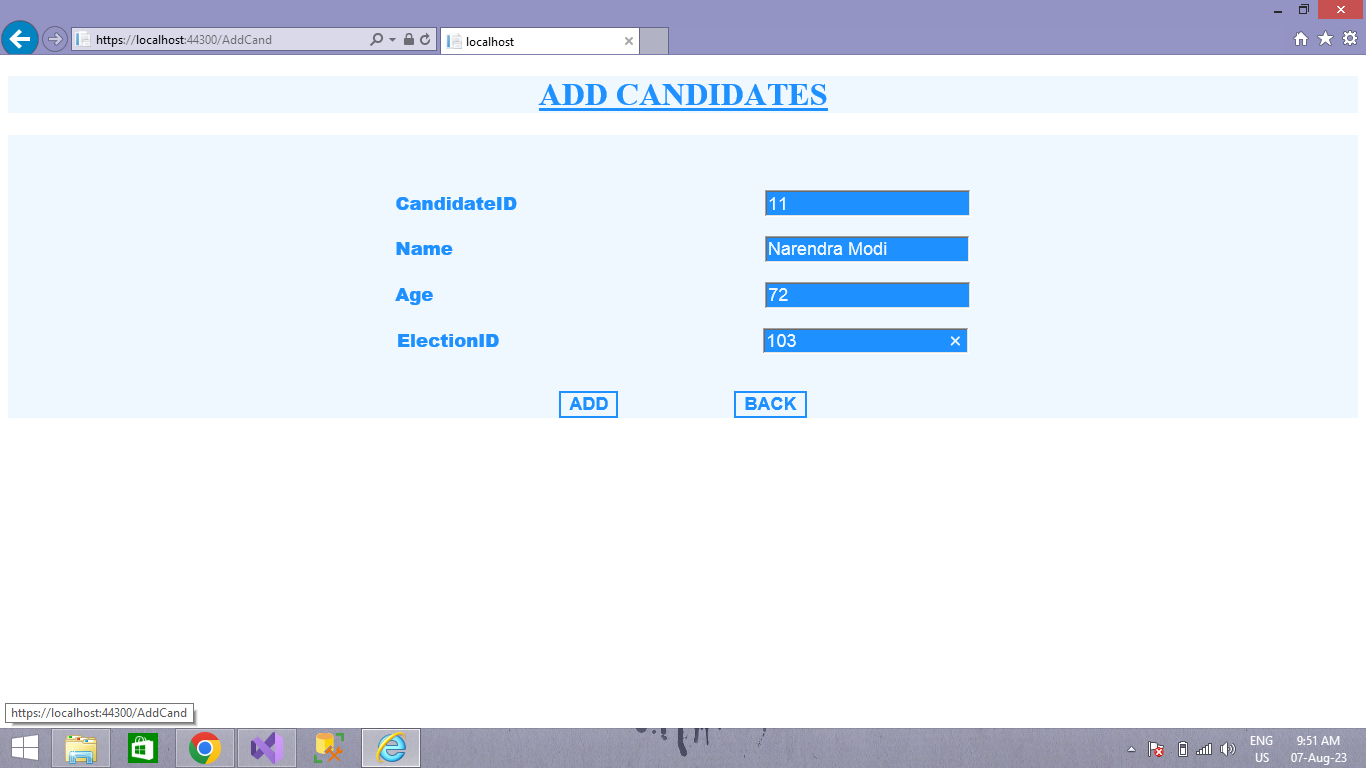 https://localhost:44300/AddCand
localhost
ADD CANDIDATES
CandidateID 11
Name Narendra Modi
Age 72
ElectionID 103
ADD BACK
https://localhost:44300/AddCand
ENG 9:51 AM
US 07-Aug-23